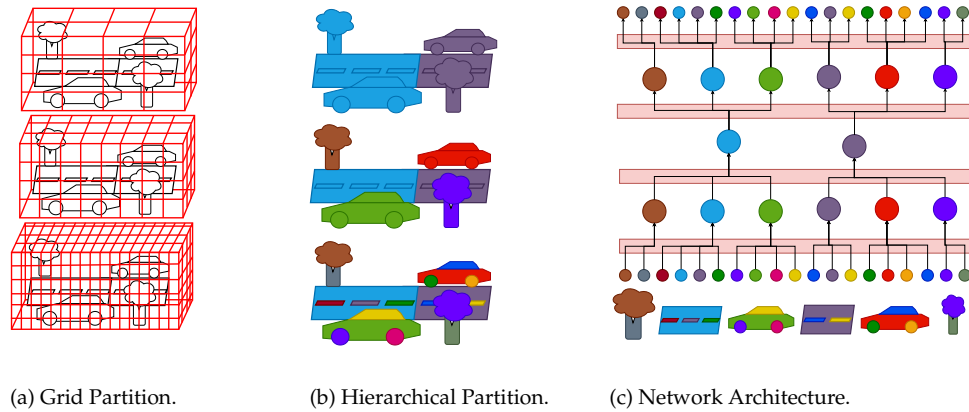 (a) Grid Partition.
(b) Hierarchical Partition.
(c) Network Architecture.